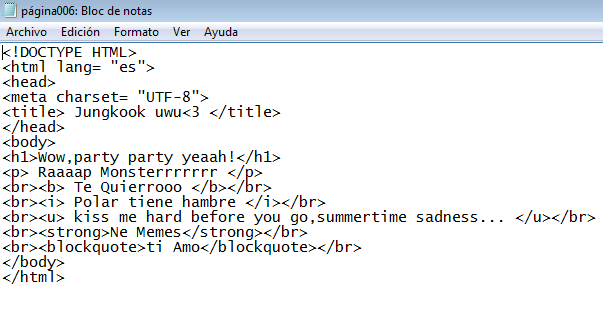 página006: Bloc de notas
Archivo Edición Formato Ver Ayuda
<!DOCTYPE HTML>
<html lang= "es">
<head>
<meta charset= "UTF-8">
<title> Jungkook uwu<3 </title>
</head>
<body>
<h1>Wow,party party yeaah!</h1>
<p> Raaaap Monsterrrrrrr </p>
<br><b> Te Quierrooo </b></br>
<br><i> Polar tiene hambre </i></br>
<br><u> kiss me hard before you go,summertime sadness... </u></br>
<br><strong>Ne Memes</strong></br>
<br><blockquote>ti Amo</blockquote></br>
</body>
</html>